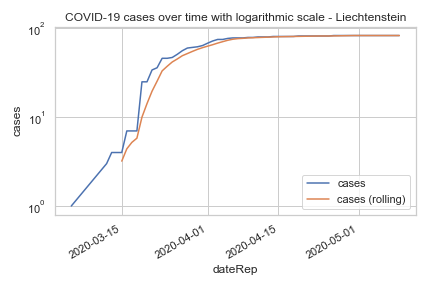 COVID-19 cases over time with logarithmic scale - Liechtenstein
10²
10¹
10⁰
cases
cases
cases (rolling)
2020-03-15
2020-04-01
2020-04-15
2020-05-01
dateRep